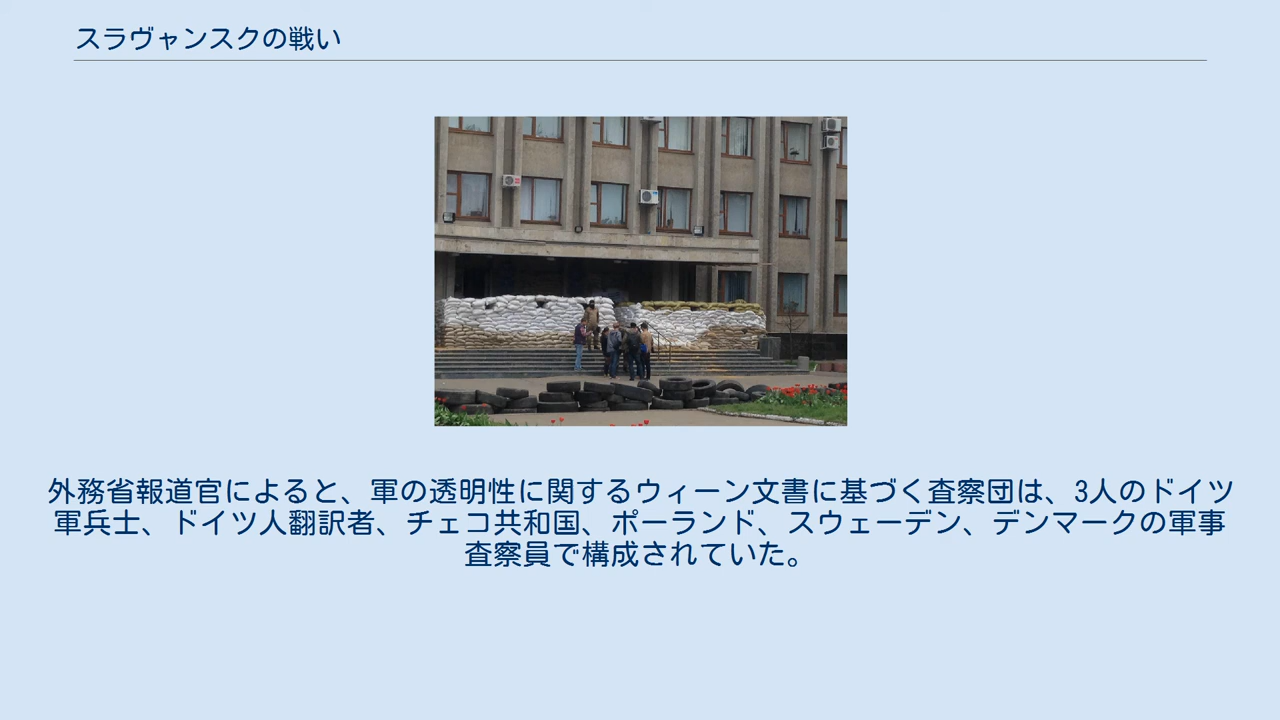 スラヴャンスクの戦い
外務省報道官によると、軍の透明性に関するウィーン文書に基づく査察団は、3人のドイツ
軍兵士、ドイツ人翻訳者、チェコ共和国、ポーランド、スウェーデン、デンマークの軍事
査察員で構成されていた。